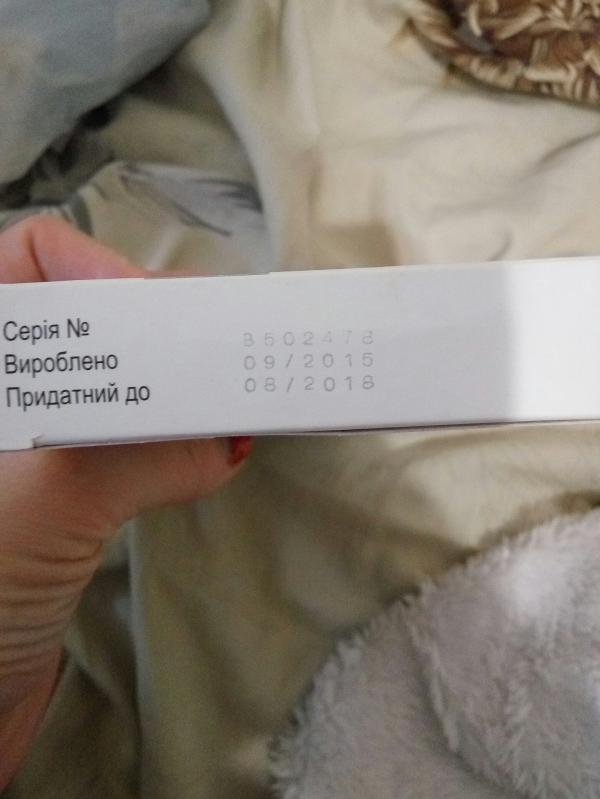 Серія № B502478
Вироблено 09/2015
Придатний до 08/2018